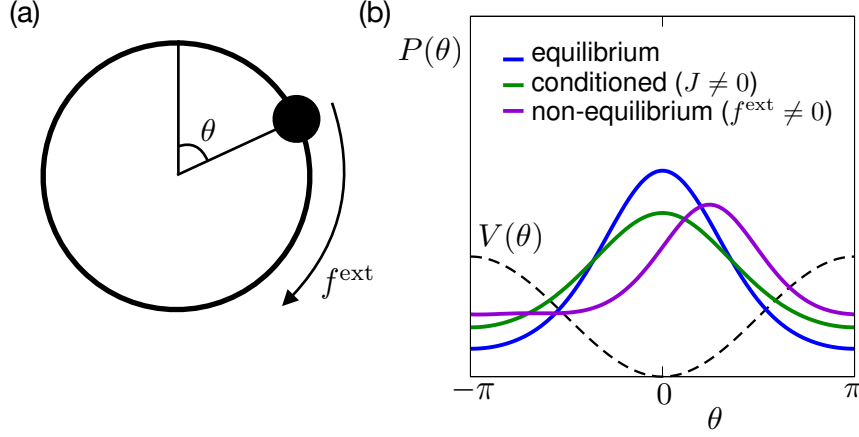 (a)
θ
f^ext
(b)
P(θ)
equilibrium
conditioned (J ≠ 0)
non-equilibrium (f^ext ≠ 0)
V(θ)
−π
0
π
θ